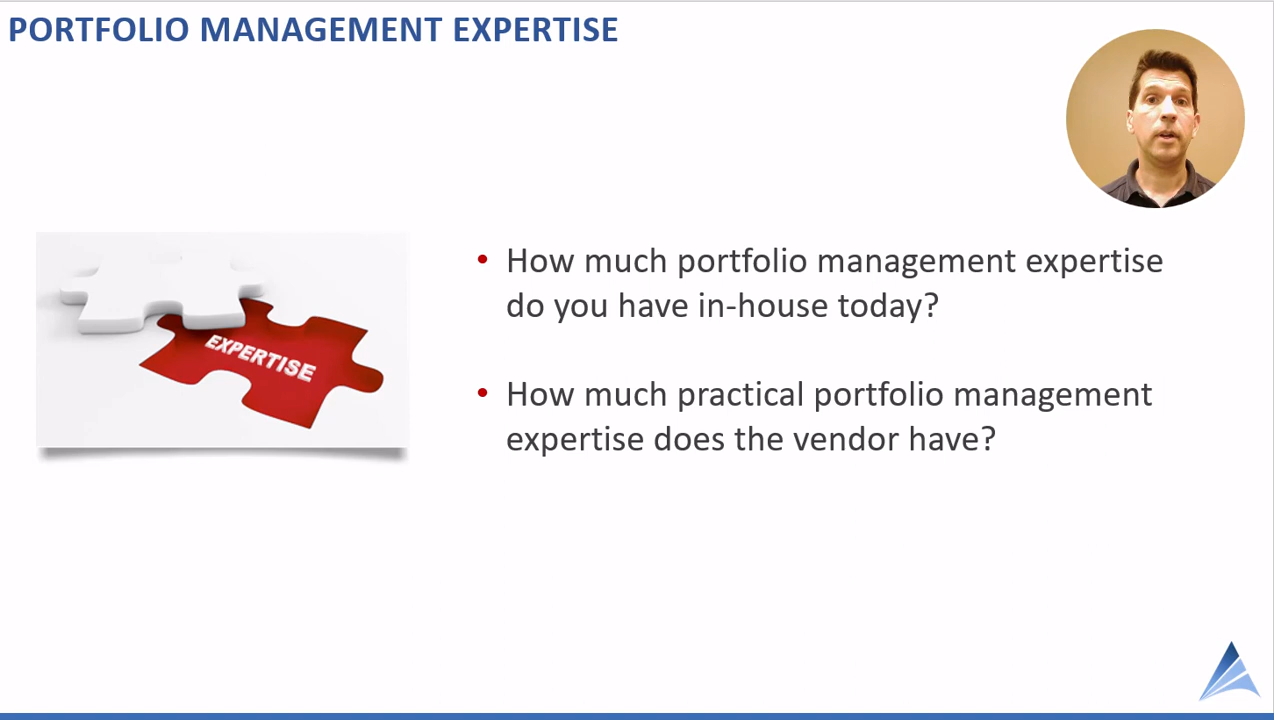 PORTFOLIO MANAGEMENT EXPERTISE
EXPERTISE
• How much portfolio management expertise
do you have in-house today?
• How much practical portfolio management
expertise does the vendor have?